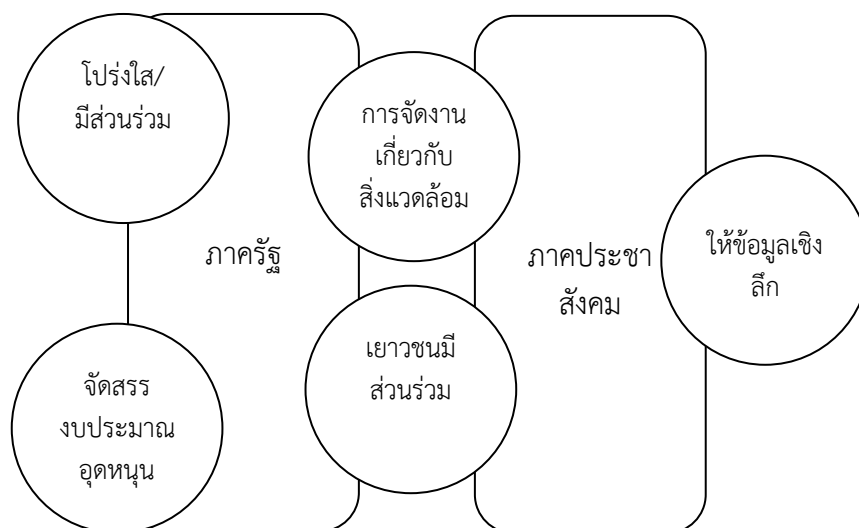 โปร่งใส/
มีส่วนร่วม
การจัดงาน
เกี่ยวกับ
สิ่งแวดล้อม
ภาครัฐ
ภาคประชา
สังคม
ให้ข้อมูลเชิง
ลึก
เยาวชนมี
ส่วนร่วม
จัดสรร
งบประมาณ
อุดหนุน